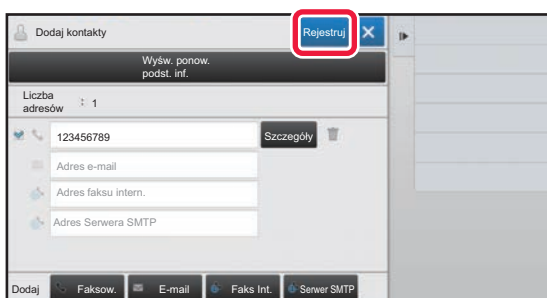 Dodaj kontakty
Rejestruj
Wyśw. ponow.
podst. inf.
Liczba
adresów : 1
123456789
Szczegóły
Adres e-mail
Adres faksu intern.
Adres Serwera SMTP
Dodaj Faksow. E-mail Faks Int. Serwer SMTP